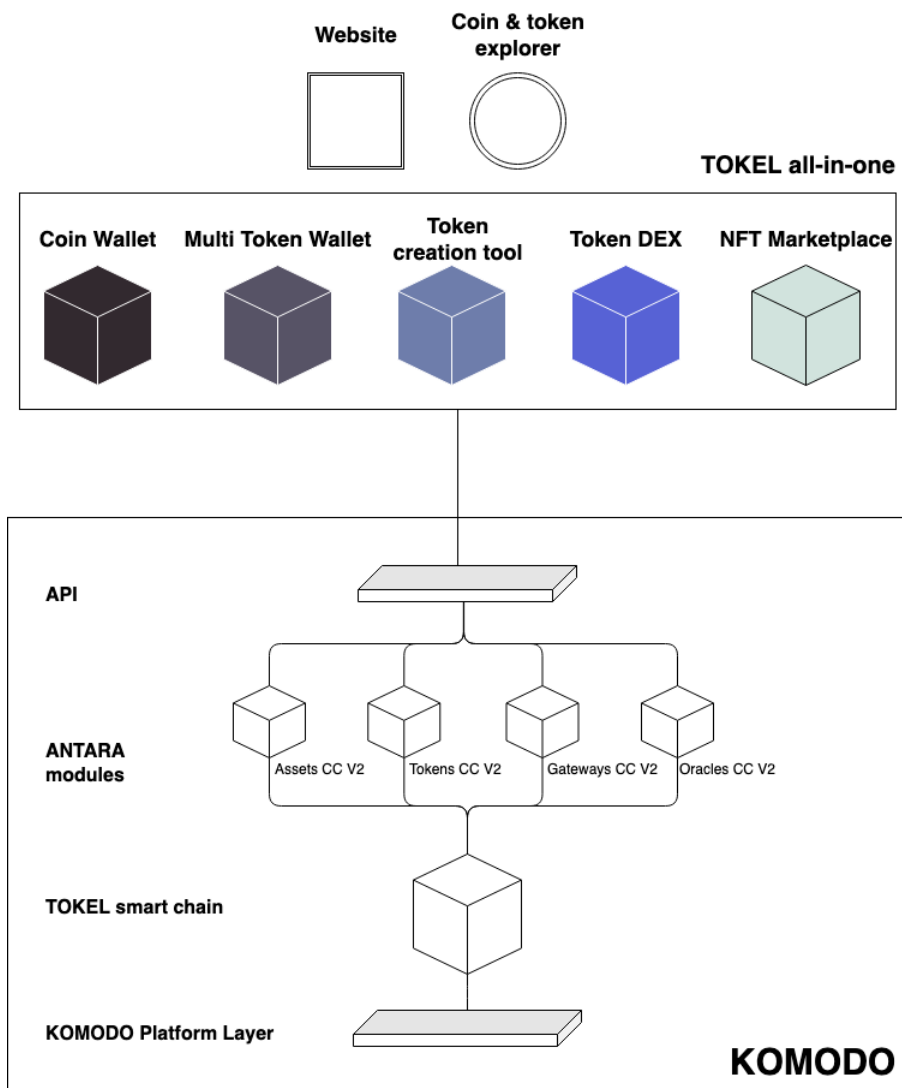 Website
Coin & token
explorer
TOKEL all-in-one
Coin Wallet
Multi Token Wallet
Token
creation tool
Token DEX
NFT Marketplace
API
ANTARA
modules
Assets CC V2
Tokens CC V2
Gateways CC V2
Oracles CC V2
TOKEL smart chain
KOMODO Platform Layer
KOMODO